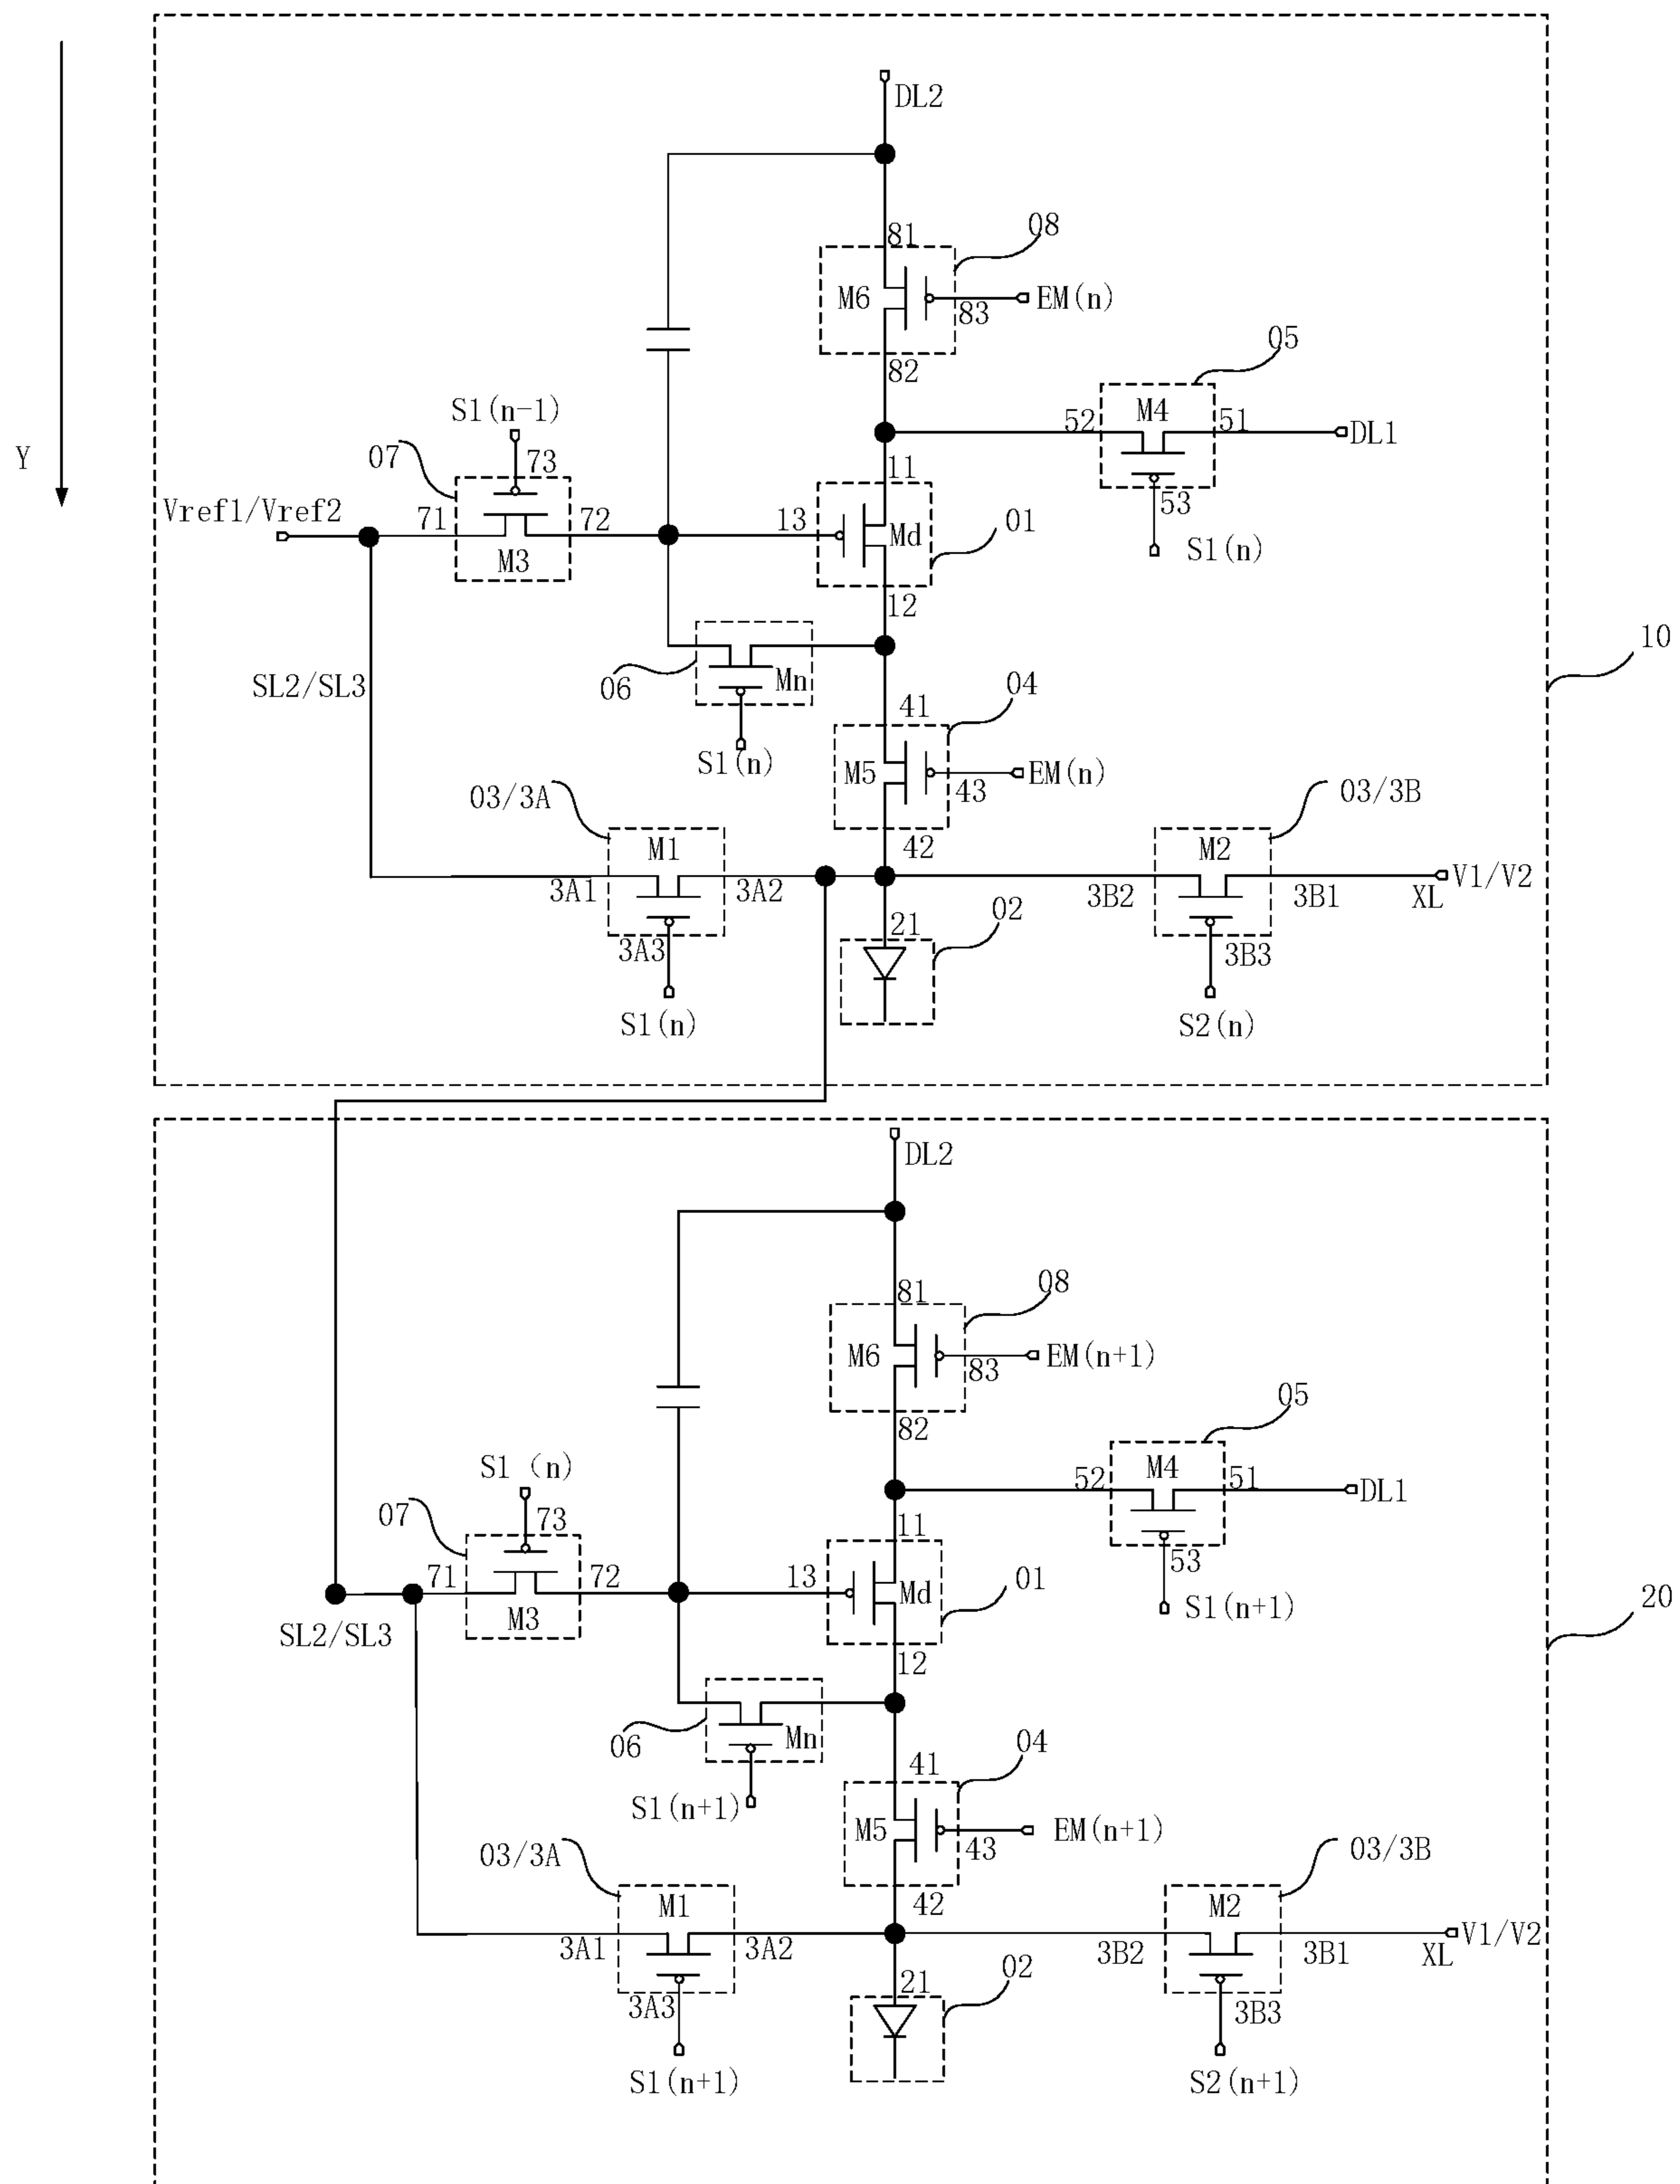 DL2
81
08
M6
EM(n)
83
82
05
S1(n-1)
52
M4
51
DL1
Y
07
73
11
53
Vref1/Vref2
71
72
13
Md
01
S1(n)
M3
12
SL2/SL3
06
Mn
10
S1(n)
41
04
M5
EM(n)
43
03/3A
03/3B
42
M1
M2
3A1
3A2
3B2
3B1
XL
V1/V2
21
02
3A3
3B3
S1(n)
S2(n)
DL2
81
08
M6
EM(n+1)
83
82
05
S1 (n)
52
M4
51
DL1
07
73
11
53
71
72
13
Md
01
S1(n+1)
20
M3
SL2/SL3
12
06
Mn
04
S1(n+1)
41
M5
EM(n+1)
43
03/3A
03/3B
42
M1
M2
3A1
3A2
3B2
3B1
XL
V1/V2
21
02
3A3
3B3
S1(n+1)
S2(n+1)